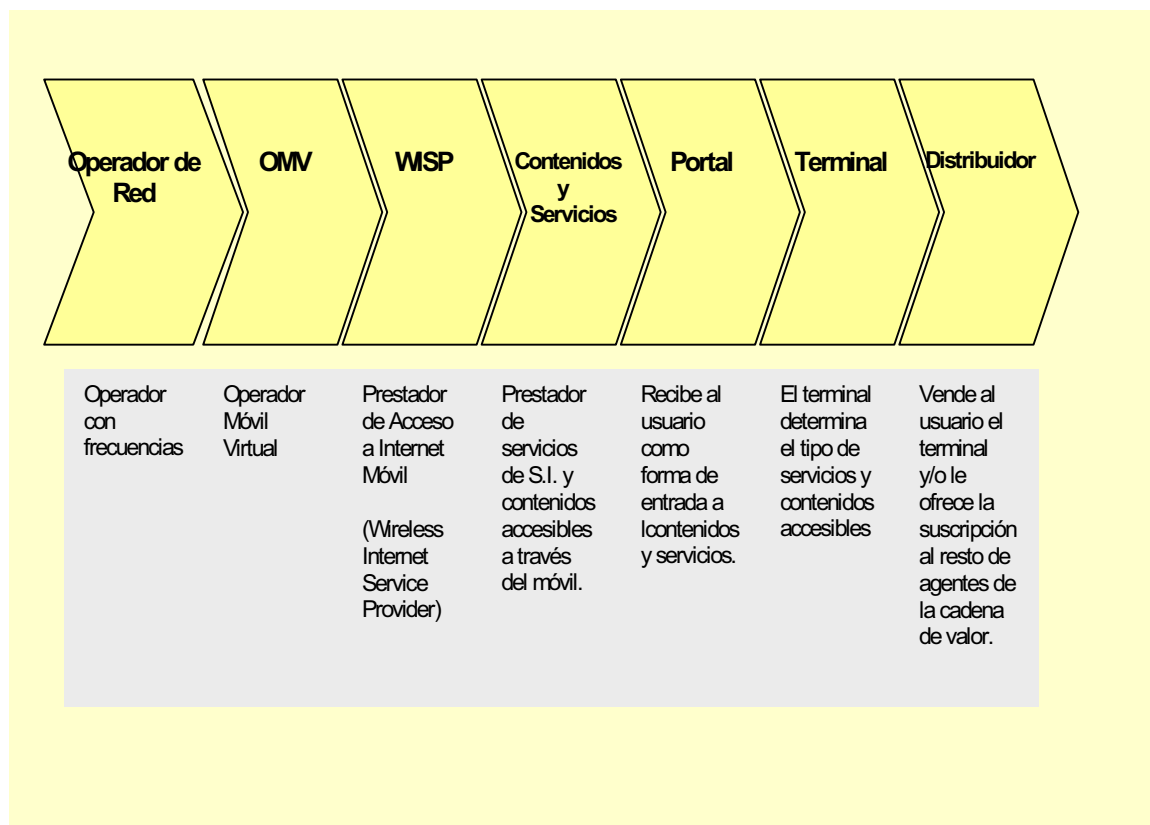 Operador de
Red
OMV
WISP
Contenidos
y
Servicios
Portal
Terminal
Distribuidor
Operador
con
frecuencias
Operador
Móvil
Virtual
Prestador
de Acceso
a Internet
Móvil
(Wireless
Internet
Service
Provider)
Prestador
de
servicios
de S.I. y
contenidos
accesibles
a través
del móvil.
Recibe al
usuario
como
forma de
entrada a
lcontenidos
y servicios.
El terminal
determina
el tipo de
servicios y
contenidos
accesibles
Vende al
usuario el
terminal
y/o le
ofrece la
suscripción
al resto de
agentes de
la cadena
de valor.